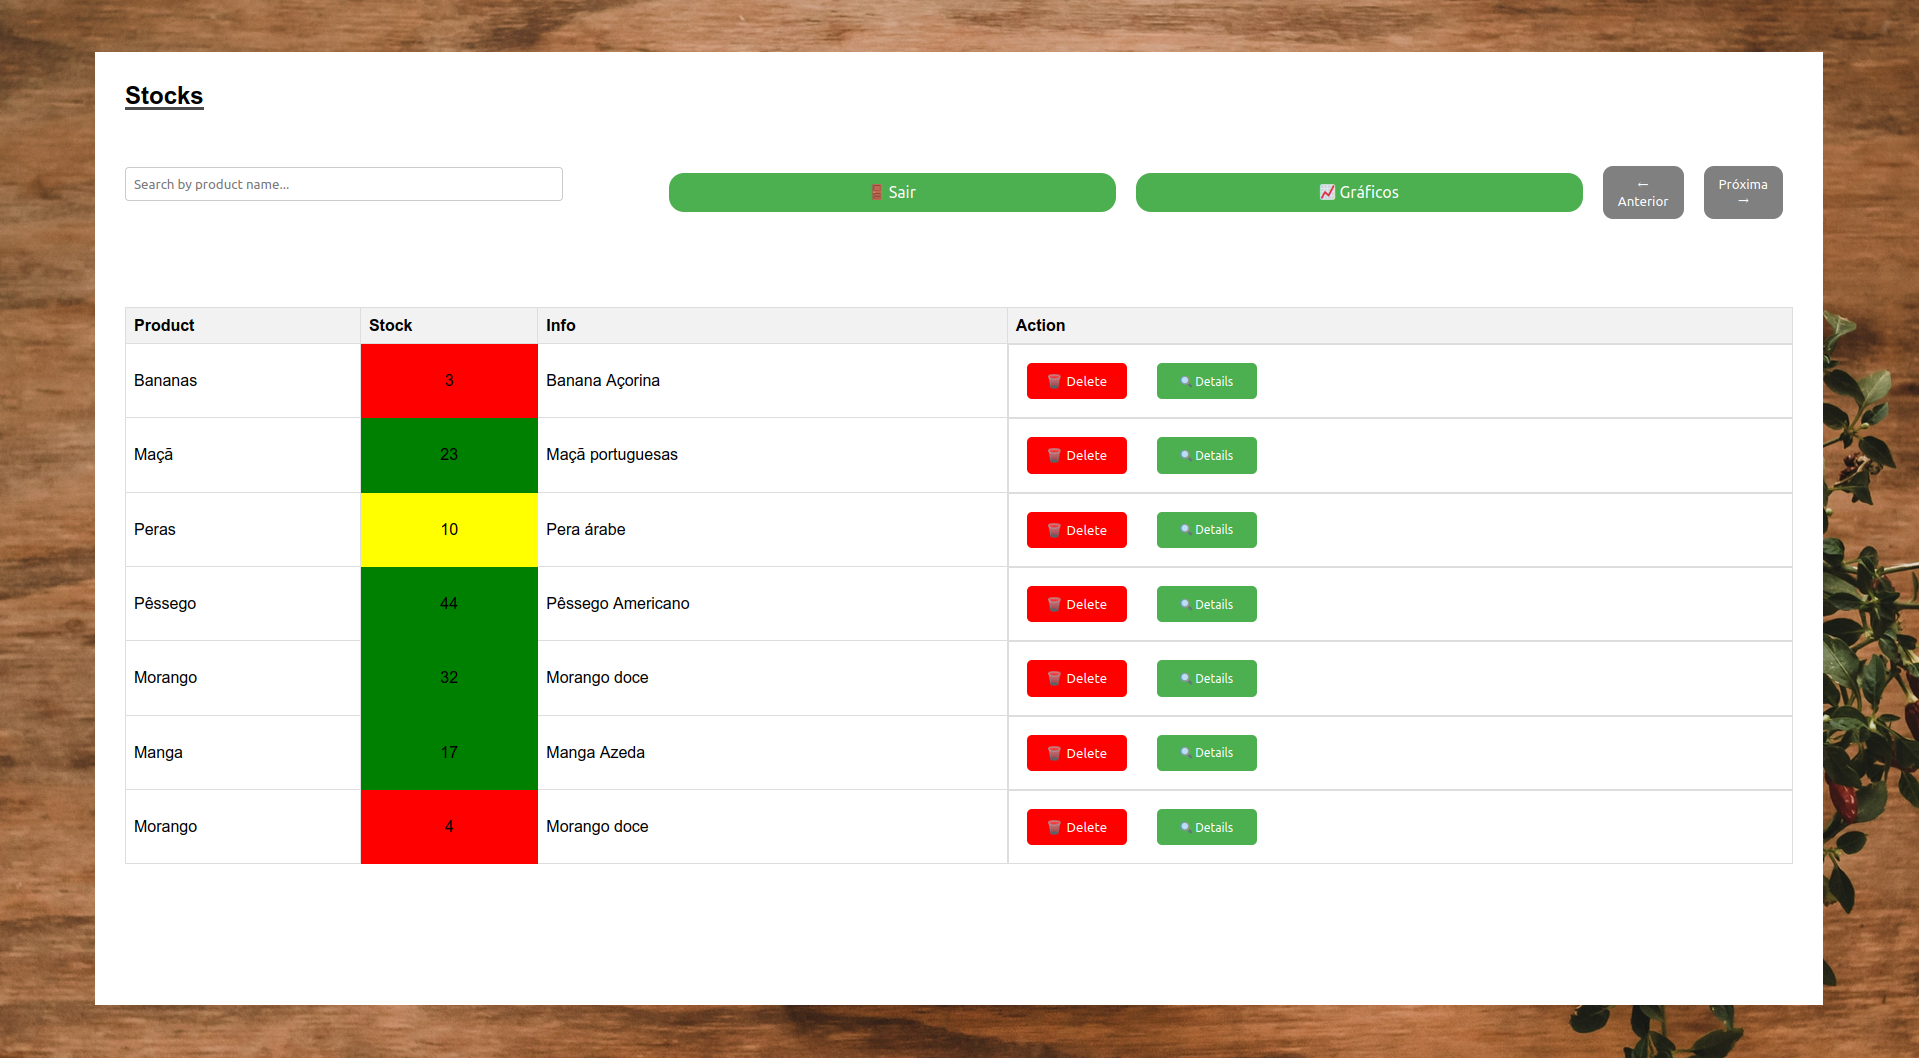 Stocks
Search by product name...
Sair
Gráficos
←
Anterior
Próxima
→
Product Stock Info Action
Bananas 3 Banana Açorina Delete Details
Maçã 23 Maçã portuguesas Delete Details
Peras 10 Pera árabe Delete Details
Pêssego 44 Pêssego Americano Delete Details
Morango 32 Morango doce Delete Details
Manga 17 Manga Azeda Delete Details
Morango 4 Morango doce Delete Details